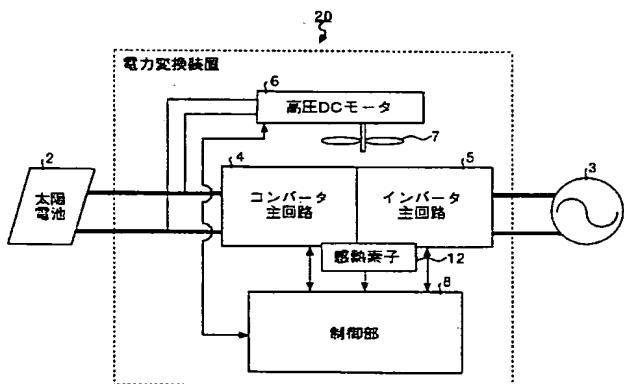 20
電力変換装置
6
高圧DCモータ
7
2
太陽
電池
4
コンバータ
主回路
5
インバータ
主回路
3
感熱素子
12
8
制御部